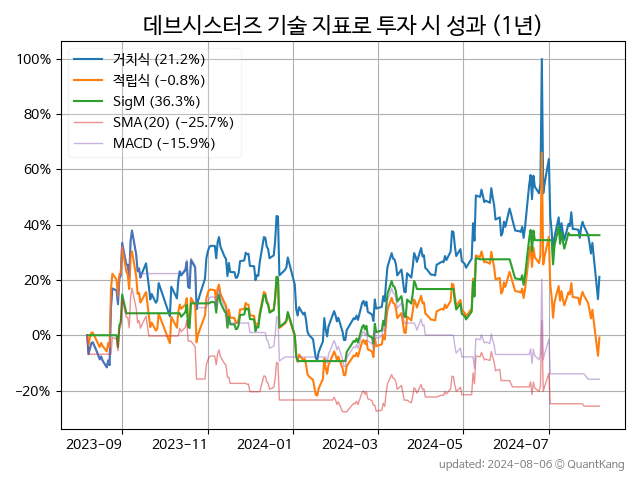 데브시스터즈 기술 지표로 투자 시 성과 (1년)
거치식 (21.2%)
적립식 (−0.8%)
SigM (36.3%)
SMA(20) (−25.7%)
MACD (−15.9%)
100%
80%
60%
40%
20%
0%
−20%
2023-09 2023-11 2024-01 2024-03 2024-05 2024-07
updated: 2024-08-06 © QuantKang